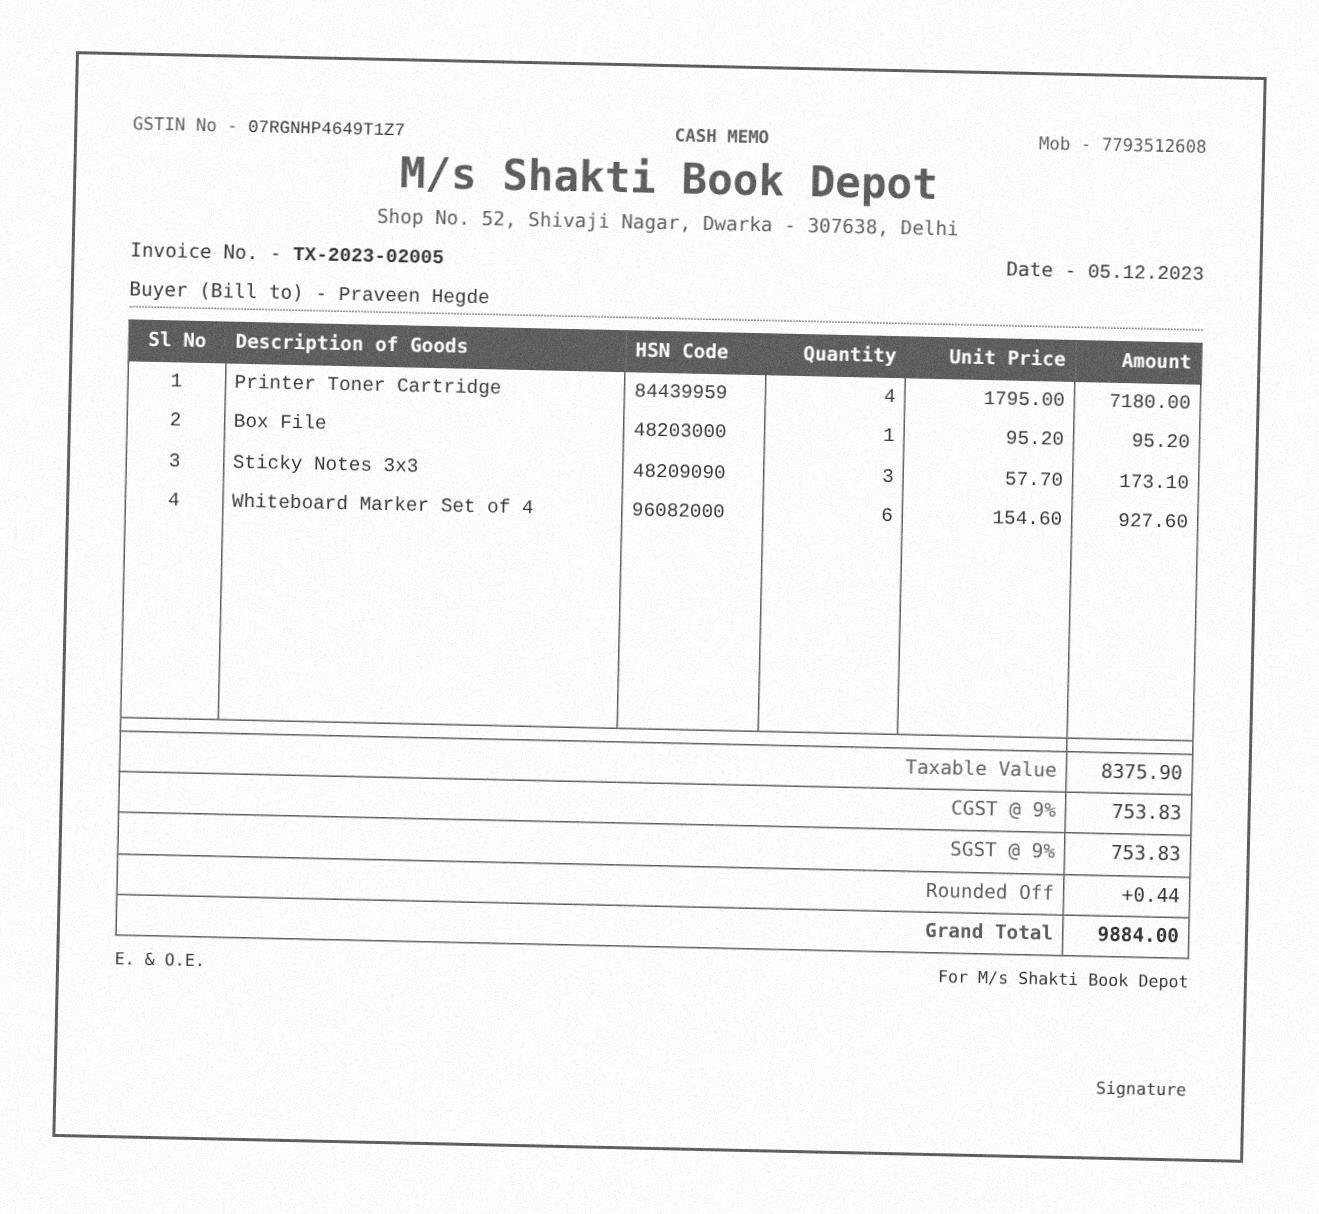 GSTIN No - 07RGNHP4649T1Z7 CASH MEMO Mob - 7793512608
M/s Shakti Book Depot
Shop No. 52, Shivaji Nagar, Dwarka - 307638, Delhi
Invoice No. - TX-2023-02005 Date - 05.12.2023
Buyer (Bill to) - Praveen Hegde
Sl No Description of Goods HSN Code Quantity Unit Price Amount
1 Printer Toner Cartridge 84439959 4 1795.00 7180.00
2 Box File 48203000 1 95.20 95.20
3 Sticky Notes 3x3 48209090 3 57.70 173.10
4 Whiteboard Marker Set of 4 96082000 6 154.60 927.60
Taxable Value 8375.90
CGST @ 9% 753.83
SGST @ 9% 753.83
Rounded Off +0.44
Grand Total 9884.00
E. & O.E. For M/s Shakti Book Depot
Signature